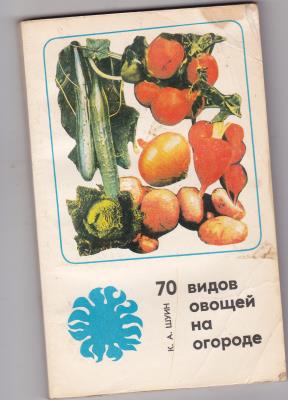 К. А. ШУИН
70 видов
овощей
на
огороде